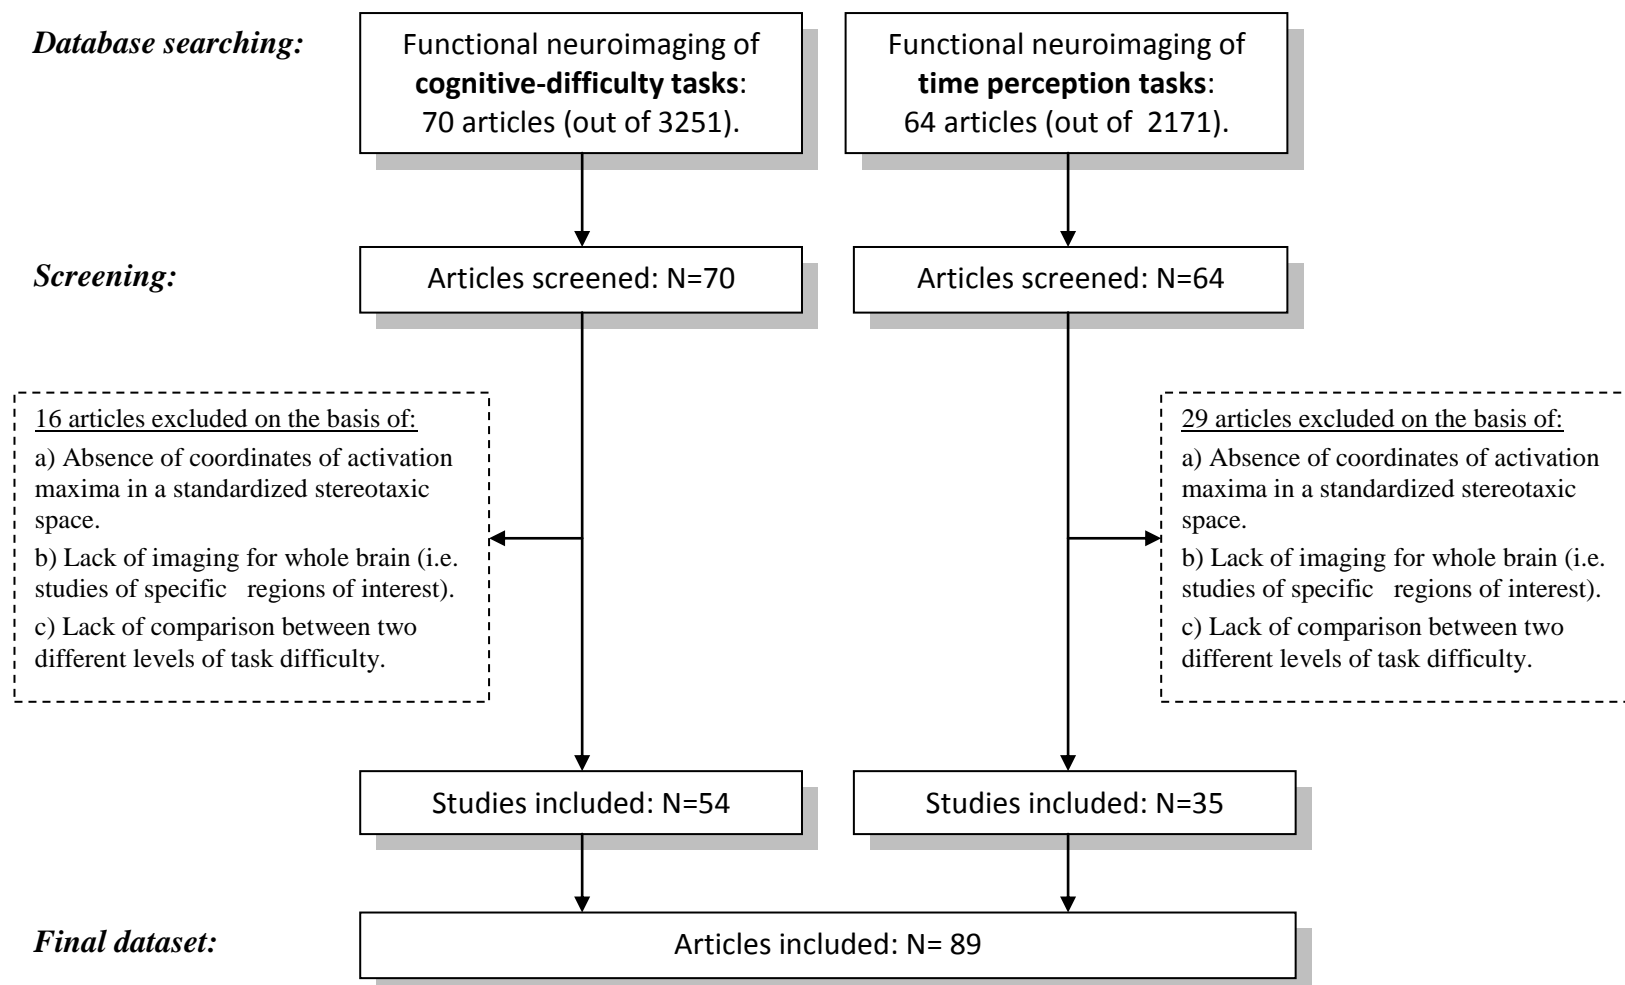 Database searching:
Functional neuroimaging of
cognitive-difficulty tasks:
70 articles (out of 3251).
Functional neuroimaging of
time perception tasks:
64 articles (out of  2171).
Screening:
Articles screened: N=70
Articles screened: N=64
16 articles excluded on the basis of:
a) Absence of coordinates of activation
maxima in a standardized stereotaxic
space.
b) Lack of imaging for whole brain (i.e.
studies of specific   regions of interest).
c) Lack of comparison between two
different levels of task difficulty.
29 articles excluded on the basis of:
a) Absence of coordinates of activation
maxima in a standardized stereotaxic
space.
b) Lack of imaging for whole brain (i.e.
studies of specific   regions of interest).
c) Lack of comparison between two
different levels of task difficulty.
Studies included: N=54
Studies included: N=35
Final dataset:
Articles included: N= 89